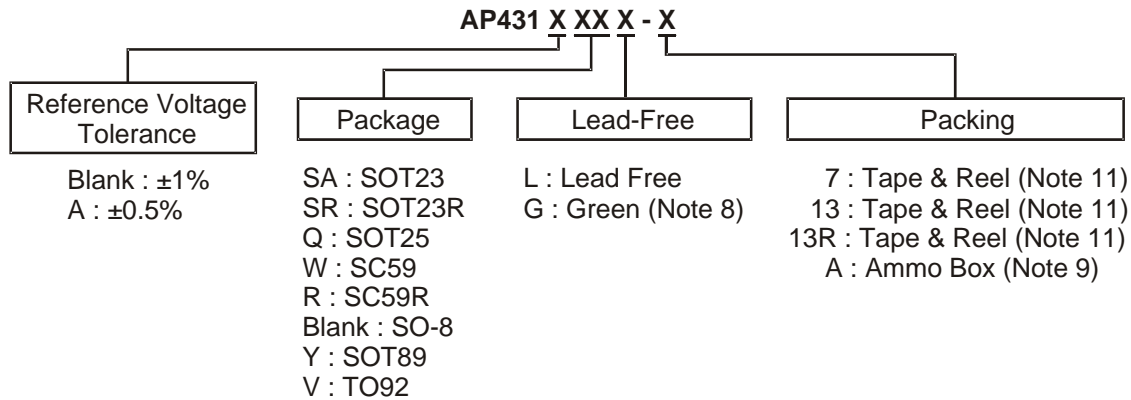 AP431 X XX X - X
Reference Voltage
Tolerance
Blank : ±1%
A : ±0.5%
Package
SA : SOT23
SR : SOT23R
Q : SOT25
W : SC59
R : SC59R
Blank : SO-8
Y : SOT89
V : TO92
Lead-Free
L : Lead Free
G : Green (Note 8)
Packing
7 : Tape & Reel (Note 11)
13 : Tape & Reel (Note 11)
13R : Tape & Reel (Note 11)
A : Ammo Box (Note 9)